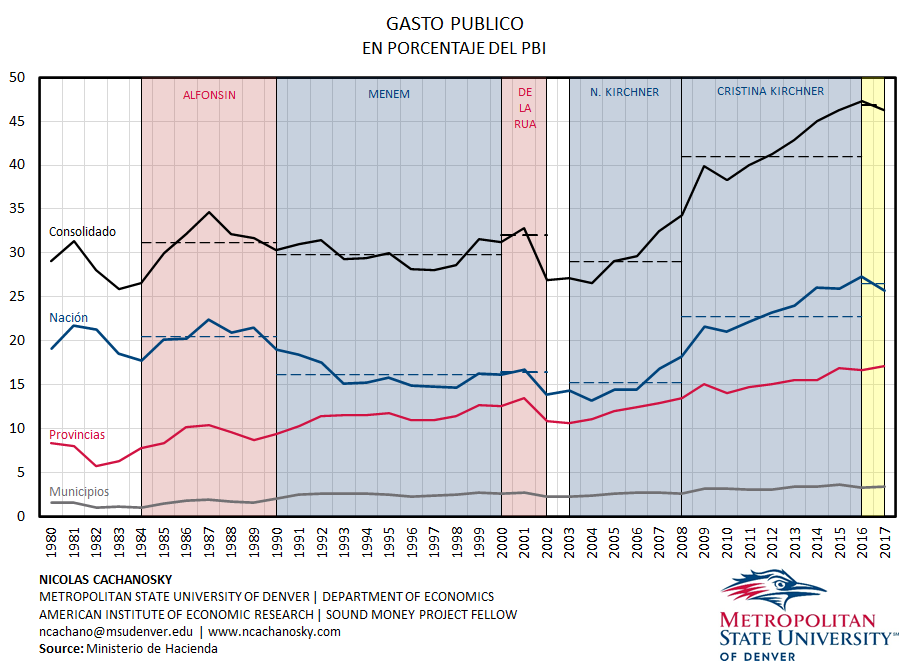 GASTO PUBLICO
EN PORCENTAJE DEL PBI
50
45
40
35
30
25
20
15
10
5
0
ALFONSIN
MENEM
DE
LA
RUA
N. KIRCHNER
CRISTINA KIRCHNER
Consolidado
Nación
Provincias
Municipios
1980
1981
1982
1983
1984
1985
1986
1987
1988
1989
1990
1991
1992
1993
1994
1995
1996
1997
1998
1999
2000
2001
2002
2003
2004
2005
2006
2007
2008
2009
2010
2011
2012
2013
2014
2015
2016
2017
NICOLAS CACHANOSKY
METROPOLITAN STATE UNIVERSITY OF DENVER | DEPARTMENT OF ECONOMICS
AMERICAN INSTITUTE OF ECONOMIC RESEARCH | SOUND MONEY PROJECT FELLOW
ncachano@msudenver.edu | www.ncachanosky.com
Source: Ministerio de Hacienda
METROPOLITAN
STATE UNIVERSITY
OF DENVER